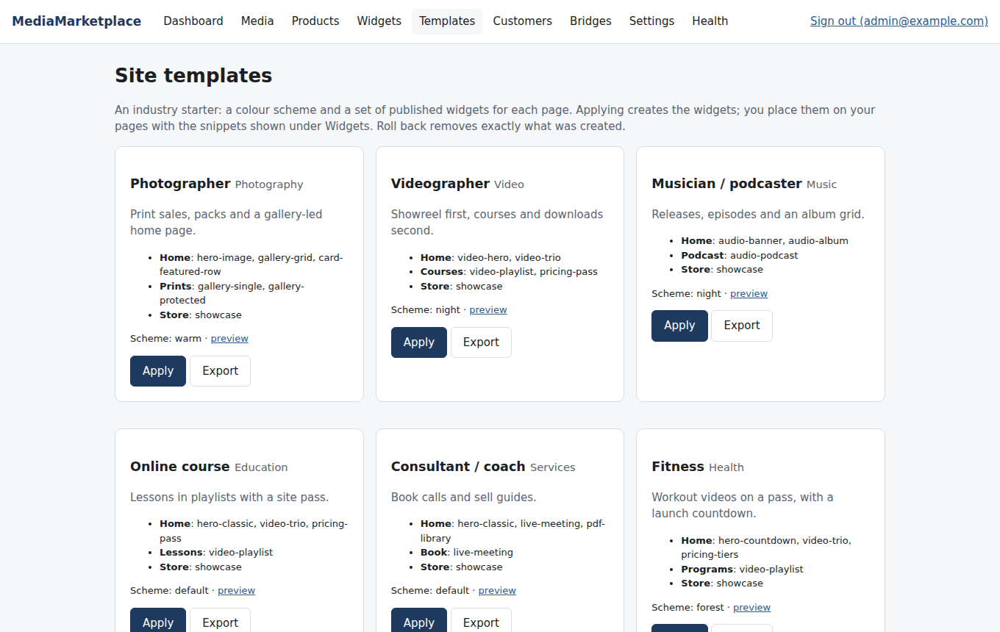 MediaMarketplace Dashboard Media Products Widgets Templates Customers Bridges Settings Health Sign out (admin@example.com)
Site templates
An industry starter: a colour scheme and a set of published widgets for each page. Applying creates the widgets; you place them on your
pages with the snippets shown under Widgets. Roll back removes exactly what was created.
Photographer Photography
Print sales, packs and a gallery-led
home page.
• Home: hero-image, gallery-grid, card-
featured-row
• Prints: gallery-single, gallery-
protected
• Store: showcase
Scheme: warm · preview
Apply Export
Videographer Video
Showreel first, courses and downloads
second.
• Home: video-hero, video-trio
• Courses: video-playlist, pricing-pass
• Store: showcase
Scheme: night · preview
Apply Export
Musician / podcaster Music
Releases, episodes and an album grid.
• Home: audio-banner, audio-album
• Podcast: audio-podcast
• Store: showcase
Scheme: night · preview
Apply Export
Online course Education
Lessons in playlists with a site pass.
• Home: hero-classic, video-trio, pricing-
pass
• Lessons: video-playlist
• Store: showcase
Scheme: default · preview
Apply Export
Consultant / coach Services
Book calls and sell guides.
• Home: hero-classic, live-meeting, pdf-
library
• Book: live-meeting
• Store: showcase
Scheme: default · preview
Apply Export
Fitness Health
Workout videos on a pass, with a
launch countdown.
• Home: hero-countdown, video-trio,
pricing-tiers
• Programs: video-playlist
• Store: showcase
Scheme: forest · preview